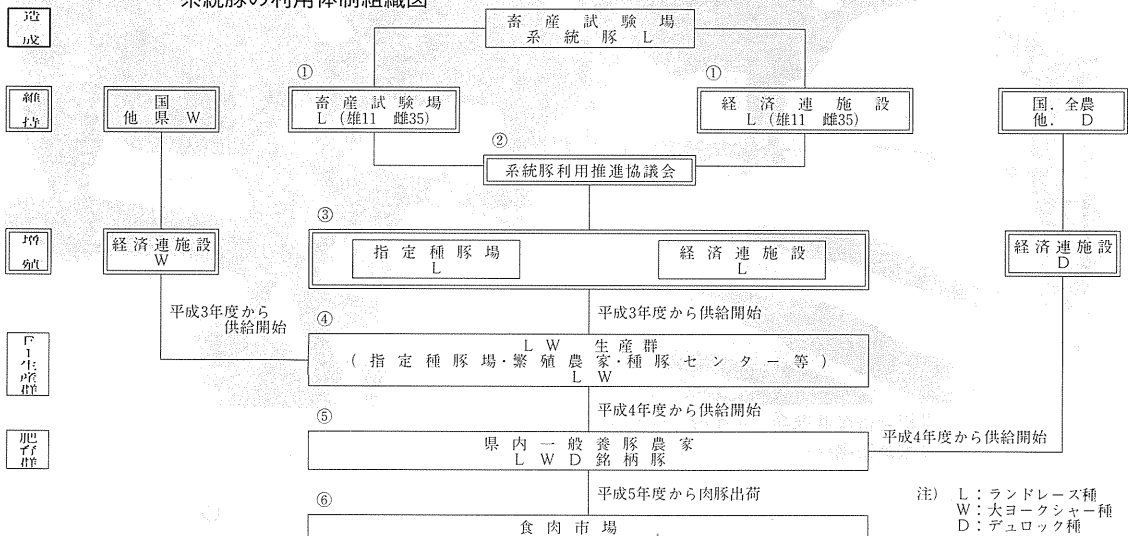 系統豚の利用体制組織図
造成
畜産試験場
系統豚 L
維持
国
他県 W
①
畜産試験場
L (雄11 雌35)
①
経済連施設
L (雄11 雌35)
国. 全農
他. D
②
系統豚利用推進協議会
増殖
経済連施設
W
③
指定種豚場
L
経済連施設
L
経済連施設
D
平成3年度から
供給開始
平成3年度から供給開始
F1生産群
④
LW 生産群
(指定種豚場・繁殖農家・種豚センター等)
LW
平成4年度から供給開始
肥育群
⑤
県内一般養豚農家
LWD銘柄豚
平成4年度から供給開始
平成5年度から肉豚出荷
⑥
食肉市場
注) L:ランドレース種
W:大ヨークシャー種
D:デュロック種